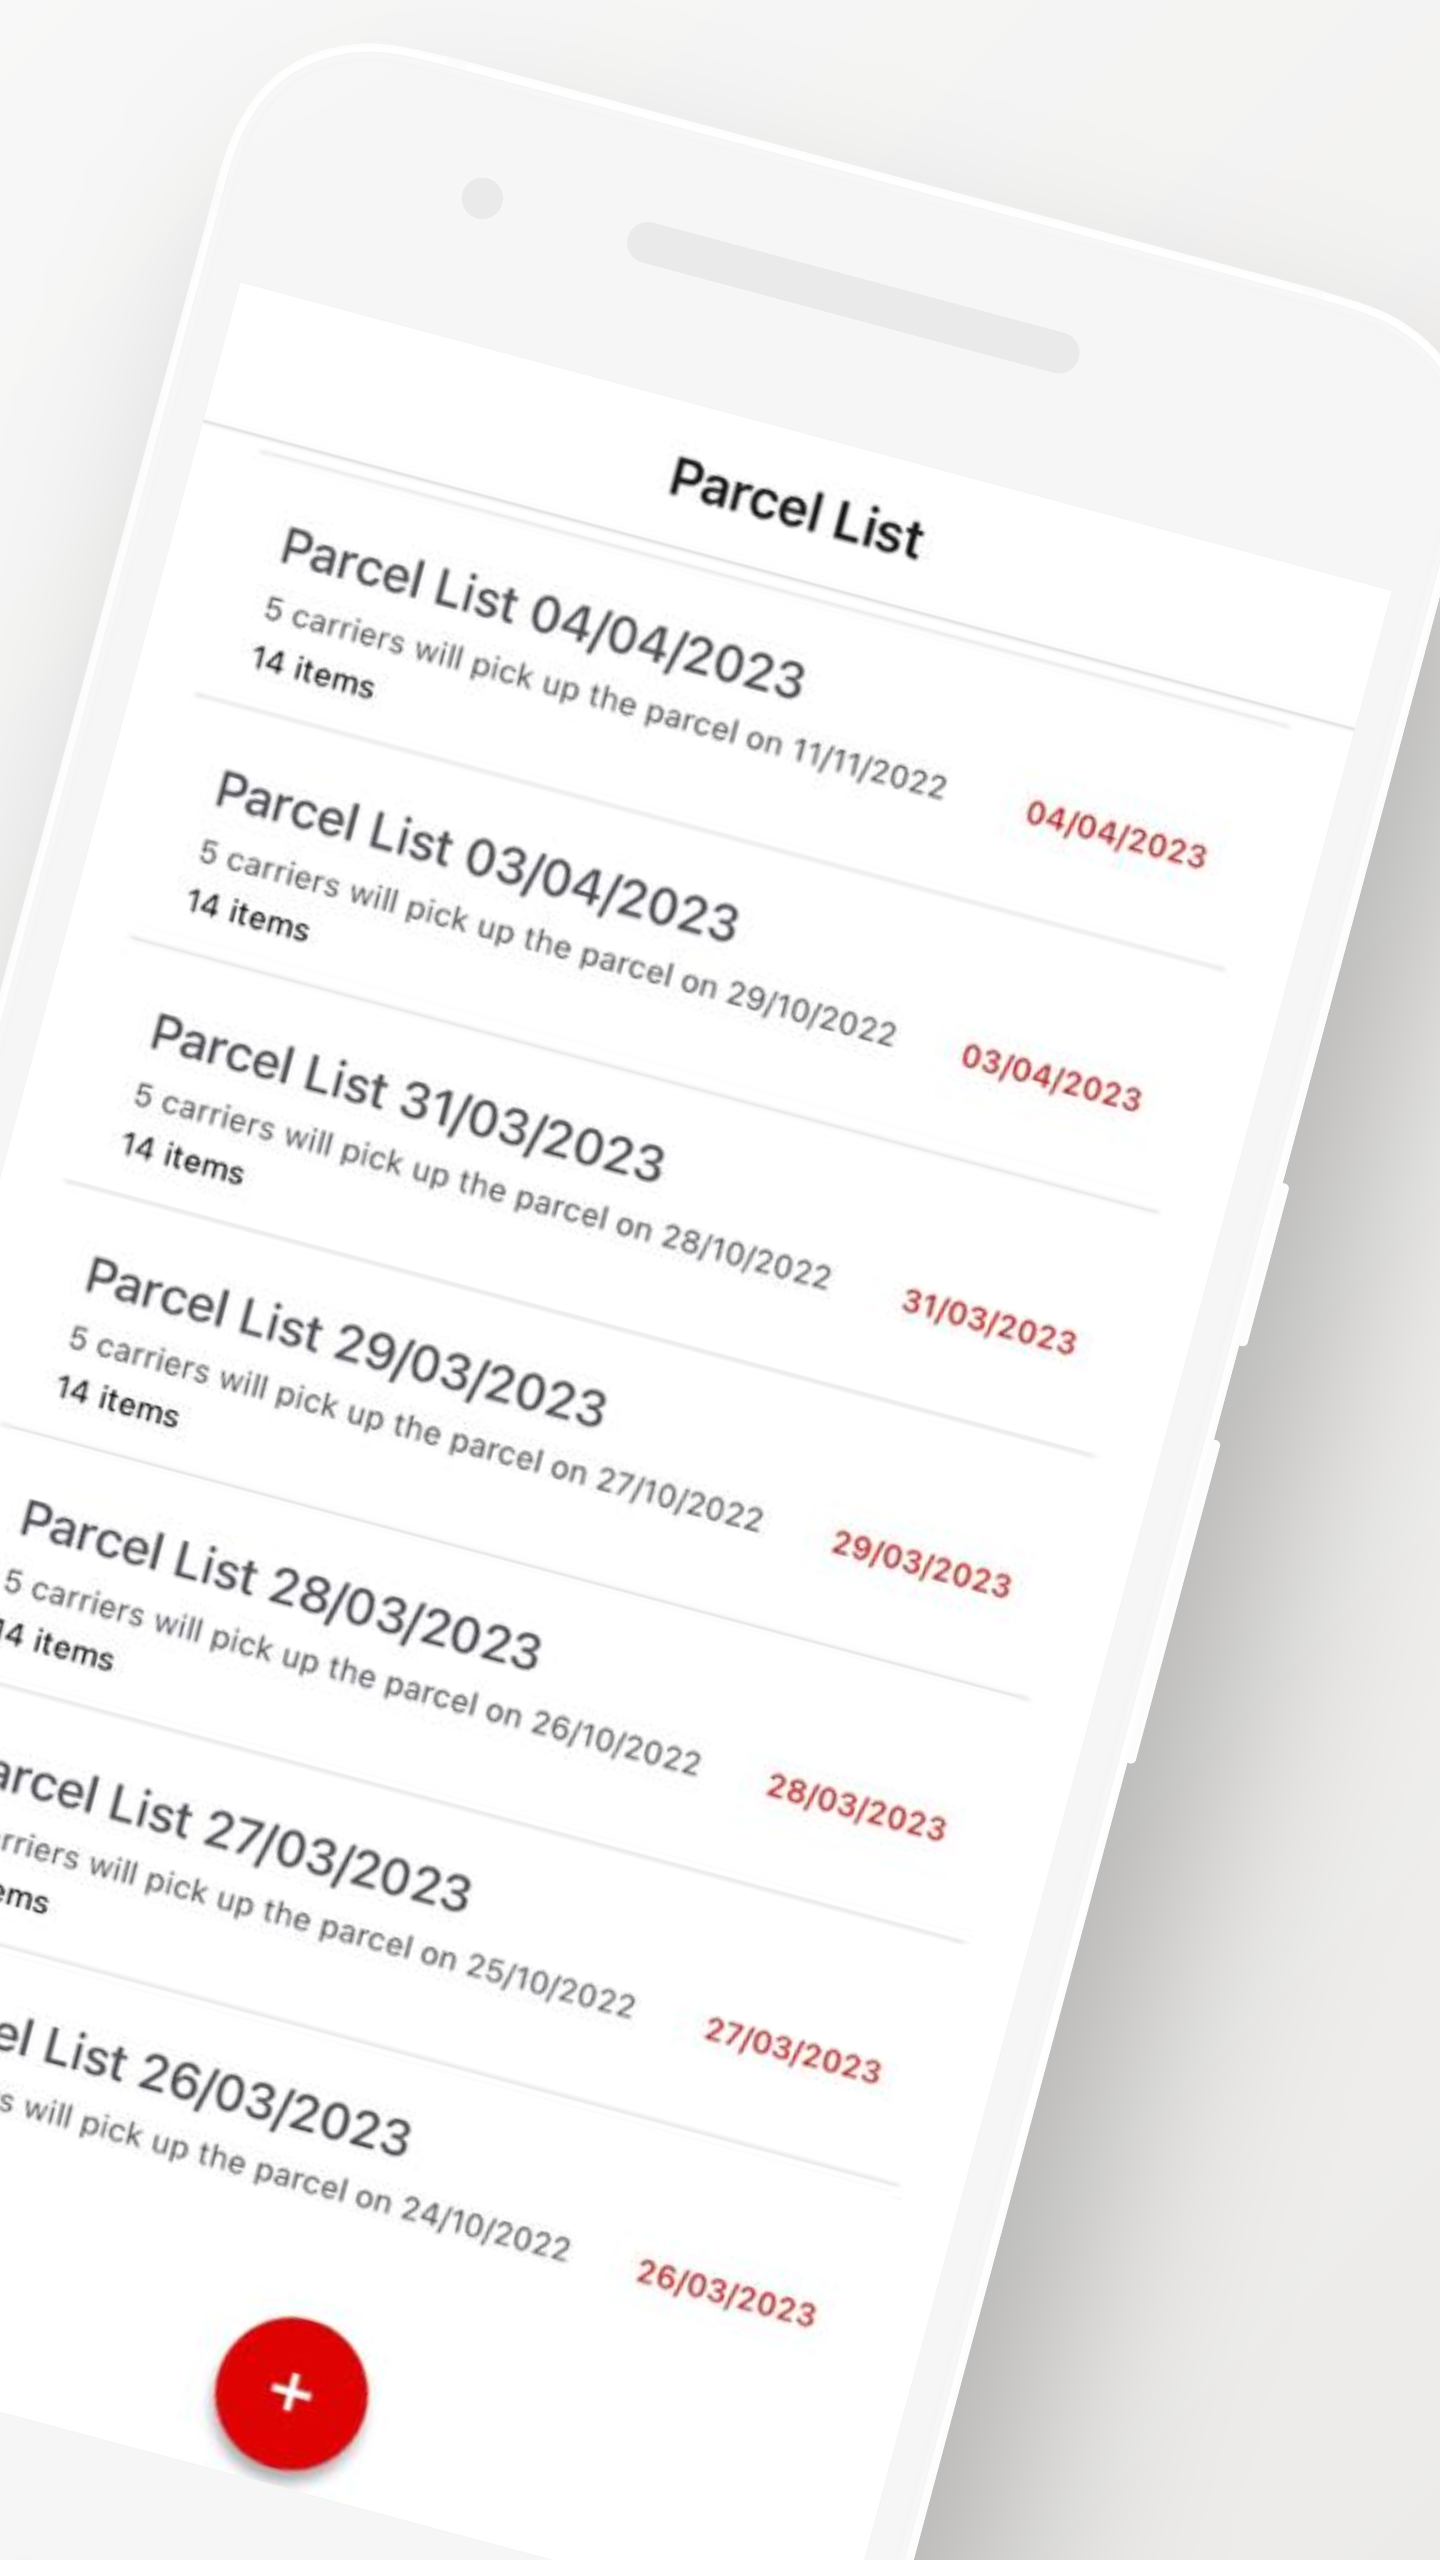 Parcel List
Parcel List 04/04/2023
5 carriers will pick up the parcel on 11/11/2022
14 items
04/04/2023
Parcel List 03/04/2023
5 carriers will pick up the parcel on 29/10/2022
14 items
03/04/2023
Parcel List 31/03/2023
5 carriers will pick up the parcel on 28/10/2022
14 items
31/03/2023
Parcel List 29/03/2023
5 carriers will pick up the parcel on 27/10/2022
14 items
29/03/2023
Parcel List 28/03/2023
5 carriers will pick up the parcel on 26/10/2022
14 items
28/03/2023
List 27/03/2023
will pick up the parcel on 25/10/2022
27/03/2023
List 26/03/2023
will pick up the parcel on 24/10/2022
26/03/2023
+